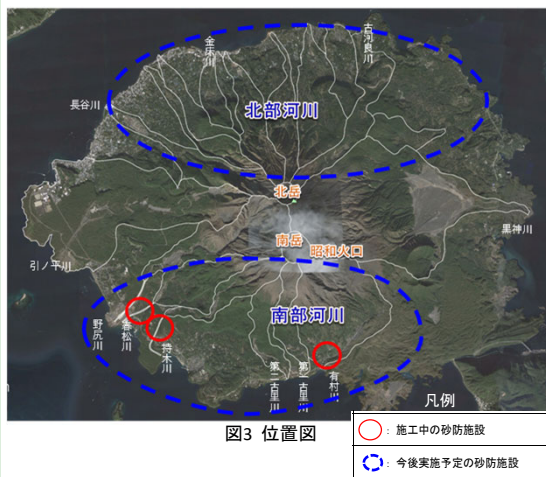 金床川
古河良川
長谷川
北部河川
北岳
黒神川
南岳
昭和火口
引ノ平川
南部河川
野尻川
春松川
持木川
第二古里川
第一古里川
有村川
凡例
：施工中の砂防施設
：今後実施予定の砂防施設
図3 位置図